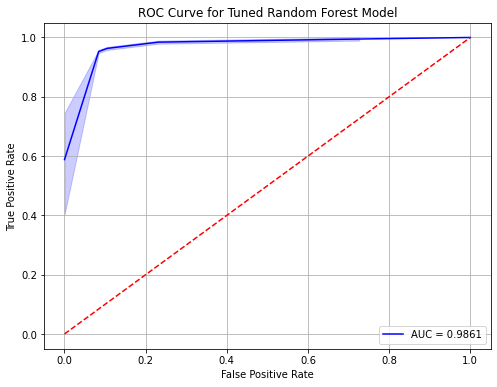 ROC Curve for Tuned Random Forest Model
1.0
0.8
0.6
0.4
0.2
0.0
True Positive Rate
0.0 0.2 0.4 0.6 0.8 1.0
False Positive Rate
AUC = 0.9861